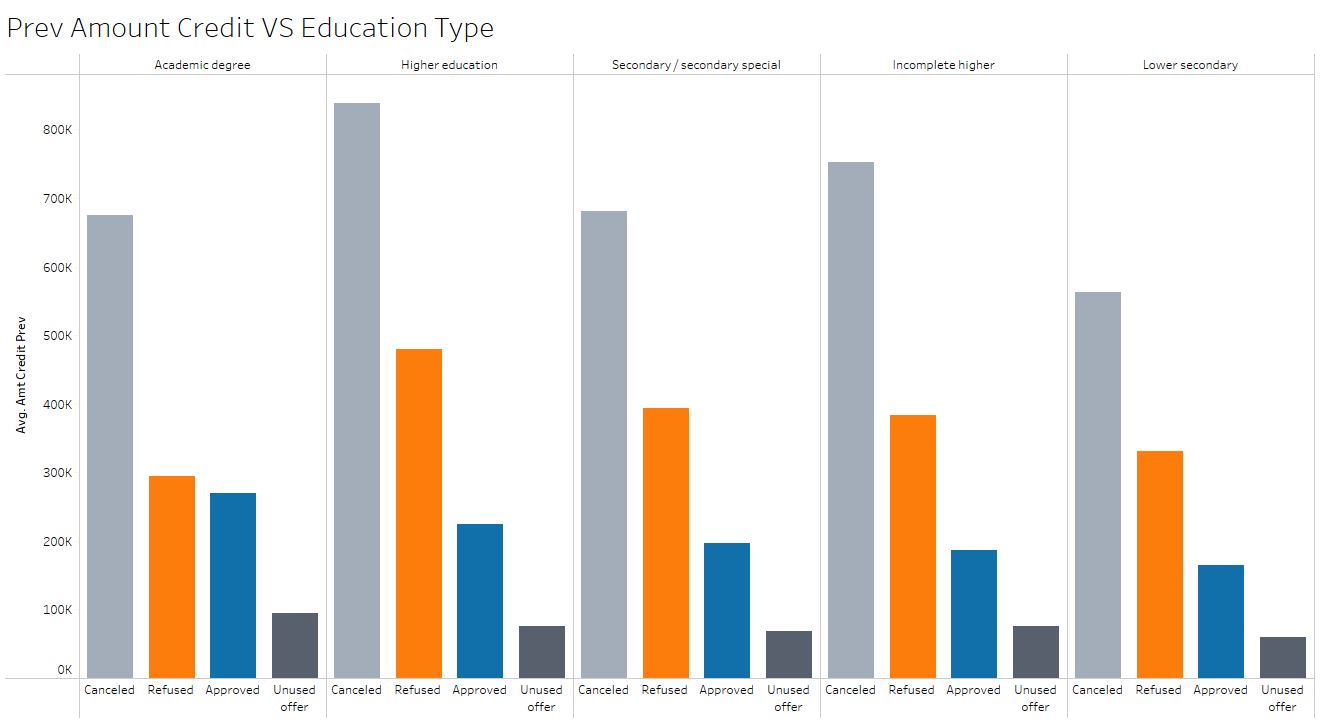 Prev Amount Credit VS Education Type
Academic degree
Higher education
Secondary / secondary special
Incomplete higher
Lower secondary
Avg. Amt Credit Prev
800K
700K
600K
500K
400K
300K
200K
100K
0K
Canceled
Refused
Approved
Unused
offer
Canceled
Refused
Approved
Unused
offer
Canceled
Refused
Approved
Unused
offer
Canceled
Refused
Approved
Unused
offer
Canceled
Refused
Approved
Unused
offer